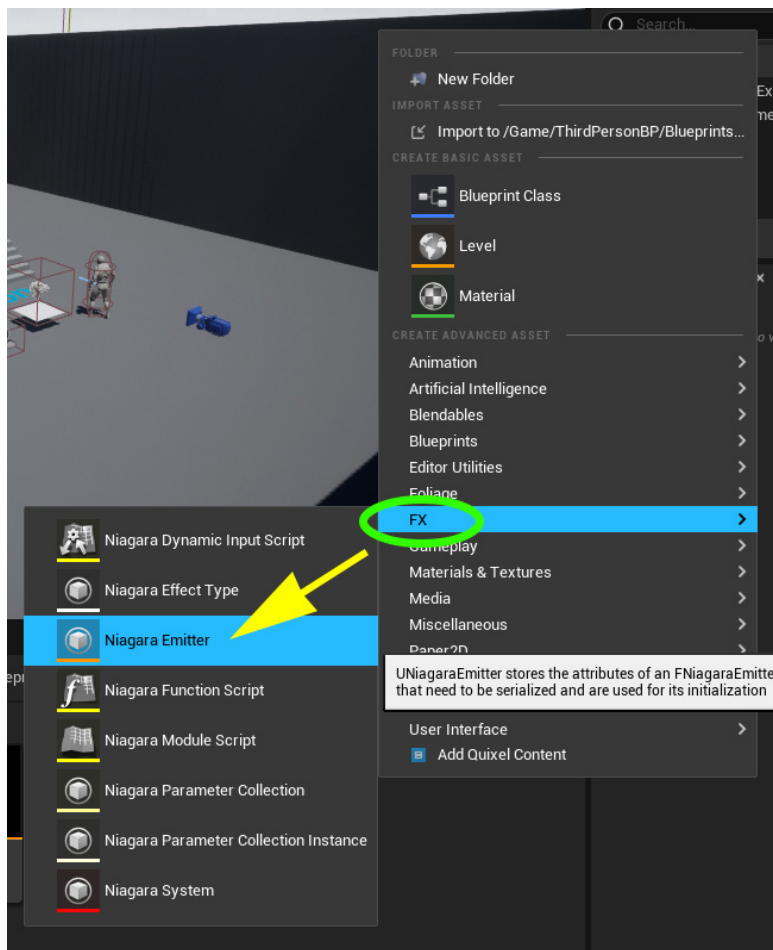 Search...
FOLDER
New Folder
IMPORT ASSET
Import to /Game/ThirdPersonBP/Blueprints...
CREATE BASIC ASSET
Blueprint Class
Level
Material
CREATE ADVANCED ASSET
Animation
Artificial Intelligence
Blendables
Blueprints
Editor Utilities
Foliage
FX
Gameplay
Materials & Textures
Media
Miscellaneous
Paper2D
UNiagaraEmitter stores the attributes of an FNiagaraEmitte
that need to be serialized and are used for its initialization
User Interface
Add Quixel Content
Niagara Dynamic Input Script
Niagara Effect Type
Niagara Emitter
Niagara Function Script
Niagara Module Script
Niagara Parameter Collection
Niagara Parameter Collection Instance
Niagara System